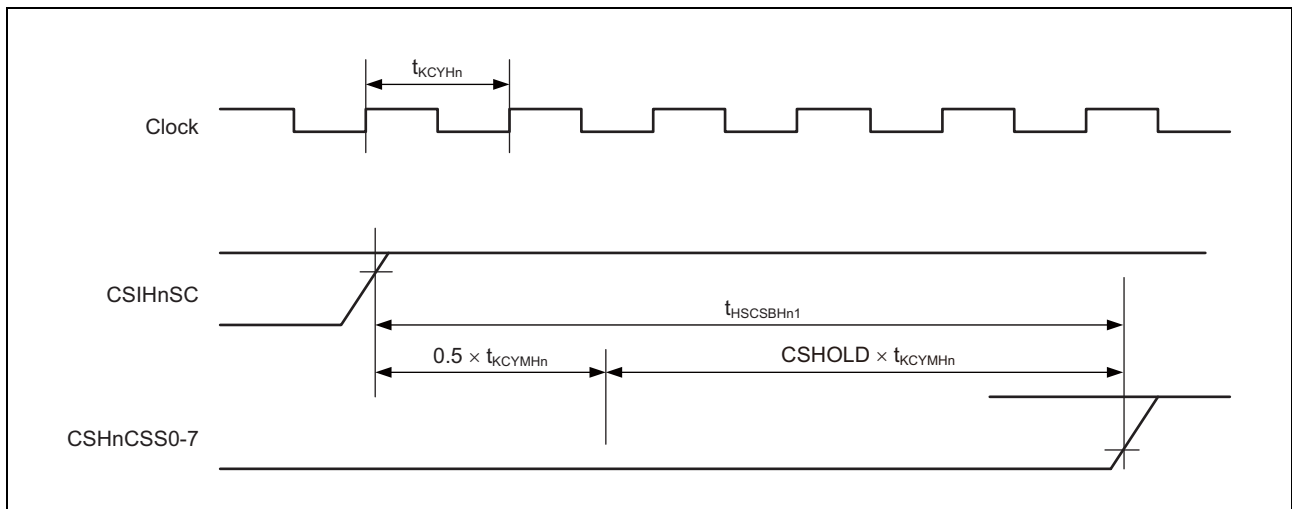 tKCYHn
Clock
CSIHnSC
tHSCSBHn1
0.5 × tKCYMHn
CSHOLD × tKCYMHn
CSHnCSS0-7